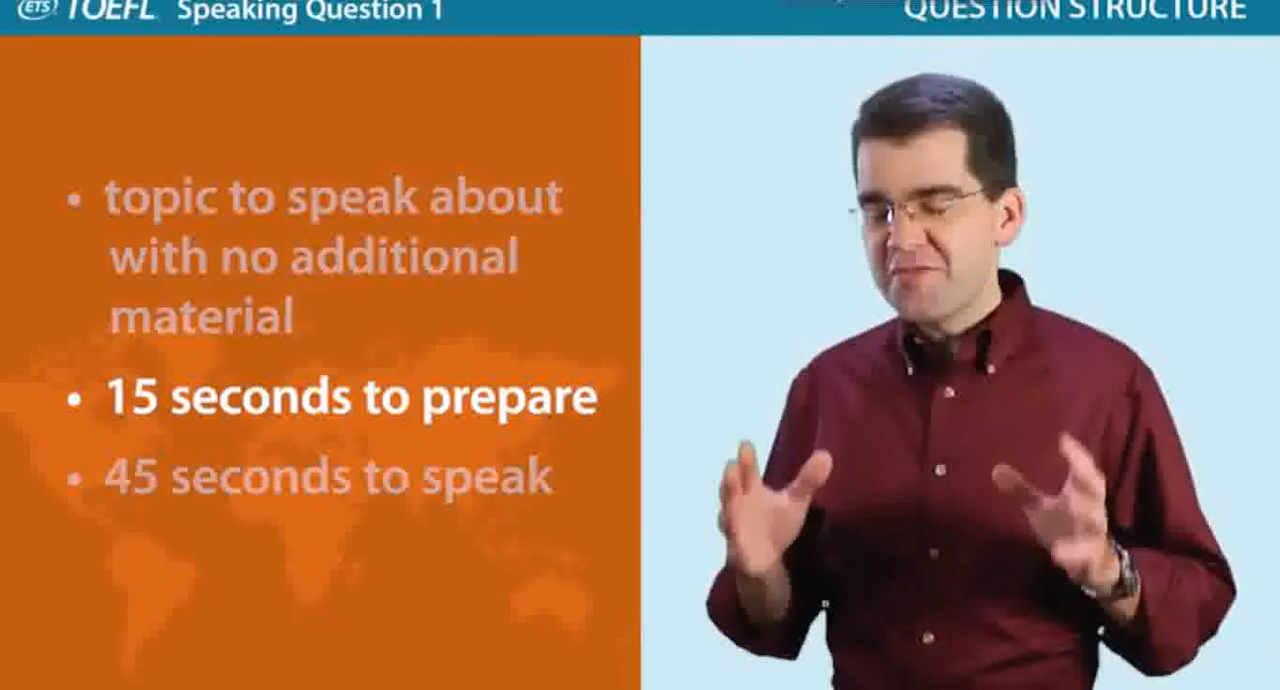 ETS TOEFL Speaking Question 1
QUESTION STRUCTURE
• topic to speak about
with no additional
material
• 15 seconds to prepare
• 45 seconds to speak